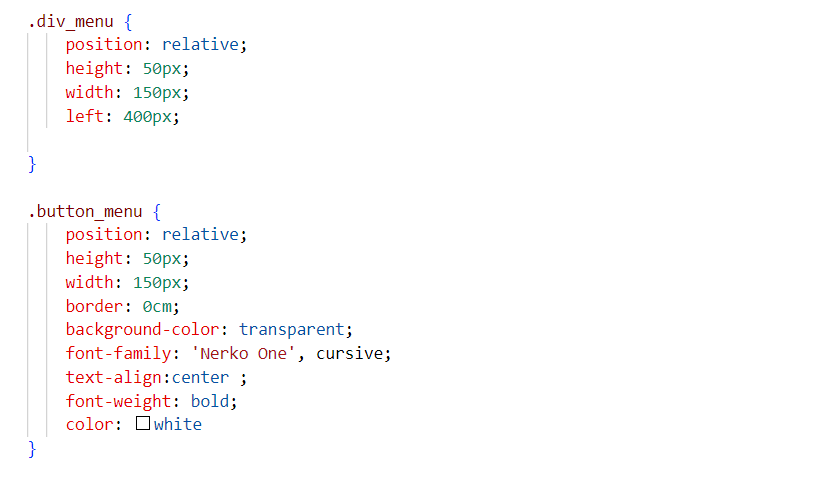 .div_menu {
position: relative;
height: 50px;
width: 150px;
left: 400px;
}
.button_menu {
position: relative;
height: 50px;
width: 150px;
border: 0cm;
background-color: transparent;
font-family: 'Nerko One', cursive;
text-align:center ;
font-weight: bold;
color: white
}